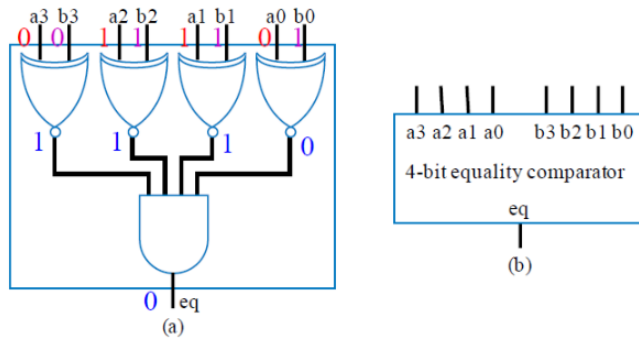 a3 b3 a2 b2 a1 b1 a0 b0
0 0 1 1 1 1 0 1
1 1 1 0
0 eq
(a)
a3 a2 a1 a0 b3 b2 b1 b0
4-bit equality comparator
eq
(b)